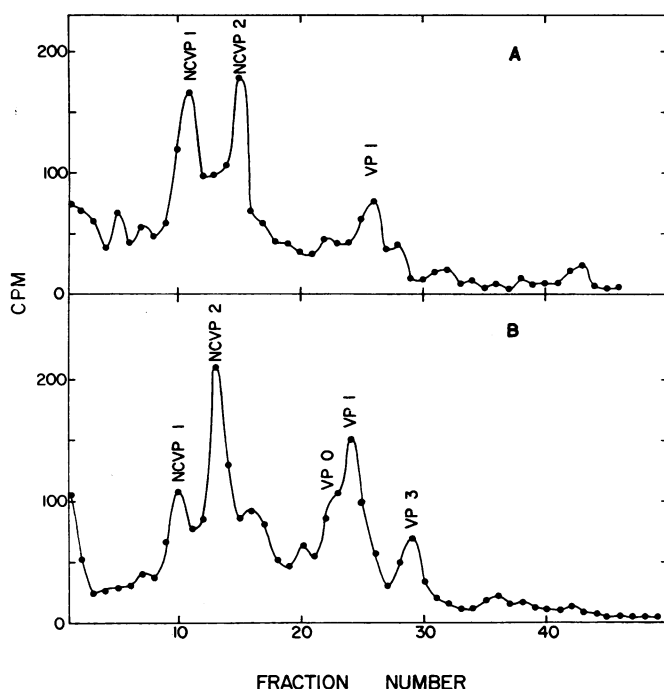 NCVP 1
NCVP 2
A
200
VP 1
100
0
CPM
NCVP 2
B
200
NCVP 1
VP 0
VP 1
VP 3
100
0
10 20 30 40
FRACTION NUMBER